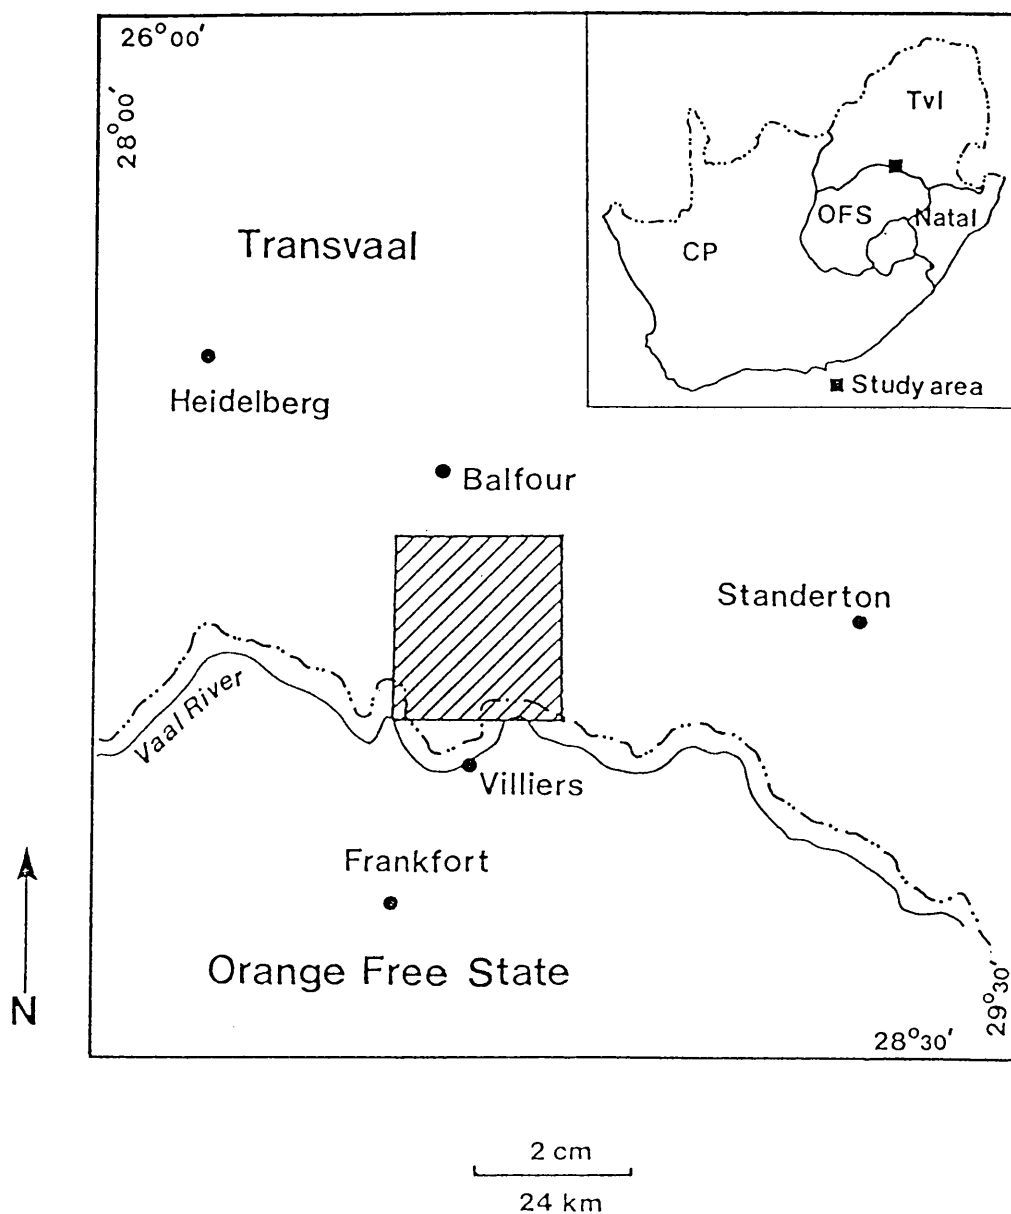 26°00'
28°00'
Tvl
OFS
Natal
CP
Study area
Transvaal
Heidelberg
Balfour
Standerton
Vaal River
Villiers
Frankfort
Orange Free State
N
29°30'
28°30'
2 cm
24 km